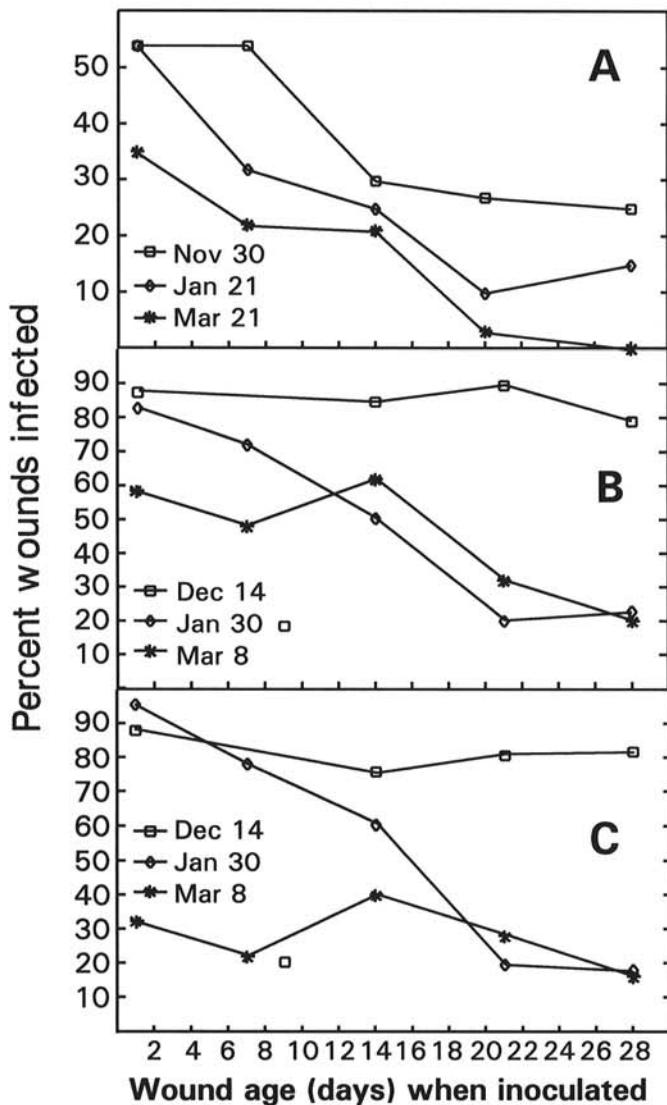 50
40
30
20
10
A
Nov 30
Jan 21
Mar 21
Percent wounds infected
90
80
70
60
50
40
30
20
10
B
Dec 14
Jan 30
Mar 8
90
80
70
60
50
40
30
20
10
C
Dec 14
Jan 30
Mar 8
2 4 6 8 10 12 14 16 18 20 22 24 26 28
Wound age (days) when inoculated